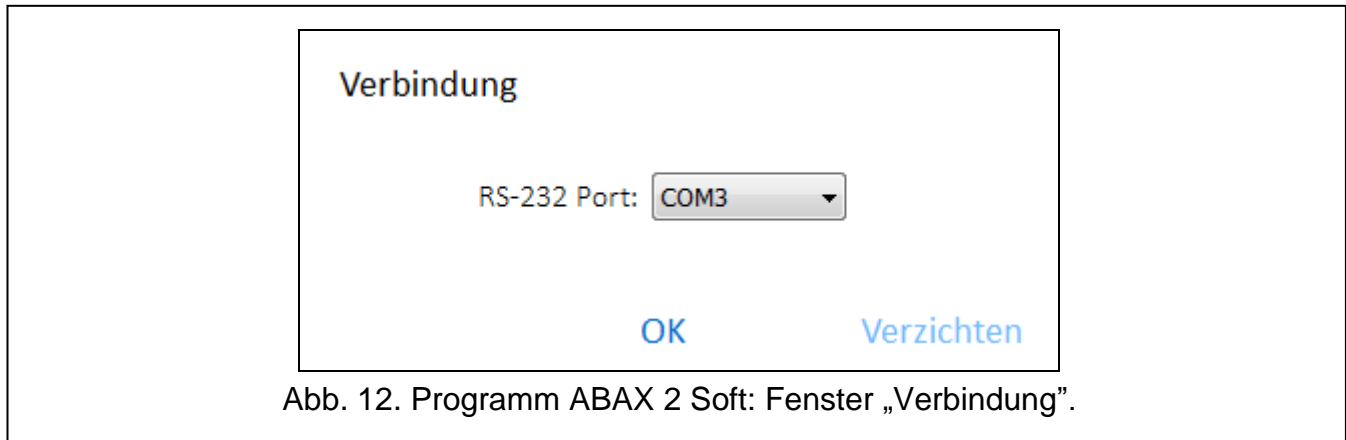 Verbindung
RS-232 Port: COM3
OK Verzichten
Abb. 12. Programm ABAX 2 Soft: Fenster „Verbindung”.